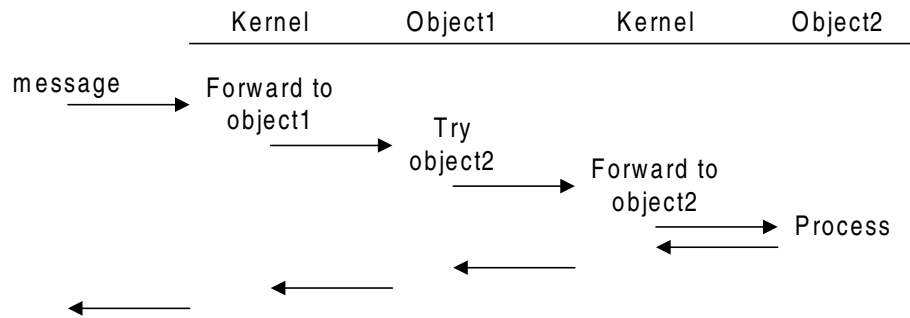 Kernel Object1 Kernel Object2
message
Forward to
object1
Try
object2
Forward to
object2
Process